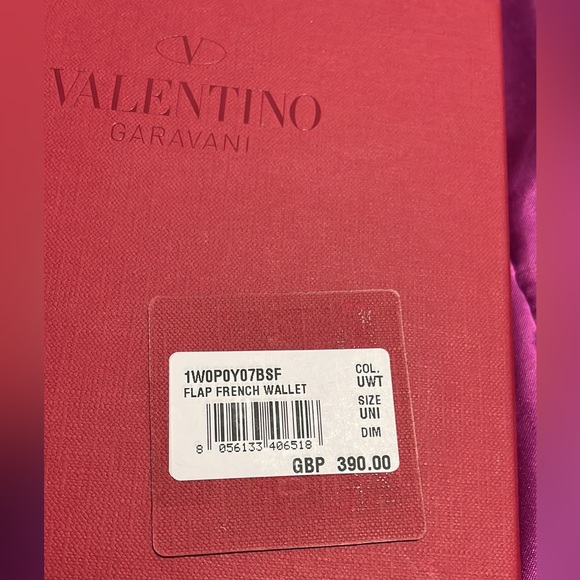 V
VALENTINO
GARAVANI
1W0P0Y07BSF
FLAP FRENCH WALLET
COL.
UWT
SIZE
UNI
DIM
8 056133 406518
GBP 390.00